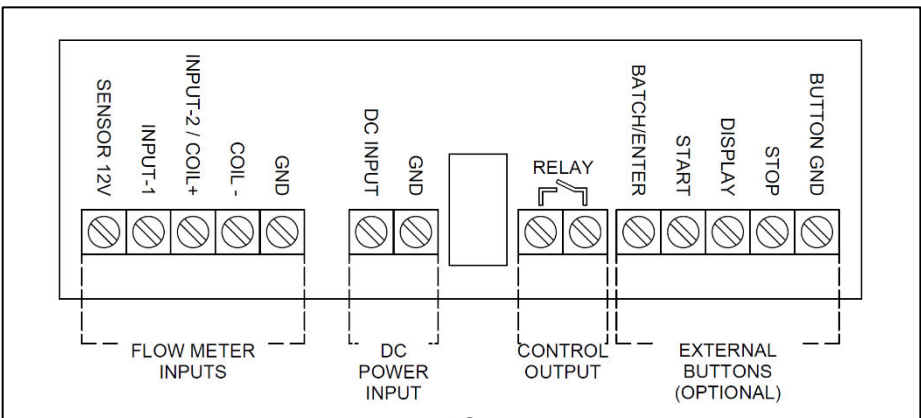 SENSOR 12V
INPUT-1
INPUT-2 / COIL+
COIL -
GND
DC INPUT
GND
RELAY
BATCH/ENTER
START
DISPLAY
STOP
BUTTON GND
FLOW METER
INPUTS
DC
POWER
INPUT
CONTROL
OUTPUT
EXTERNAL
BUTTONS
(OPTIONAL)